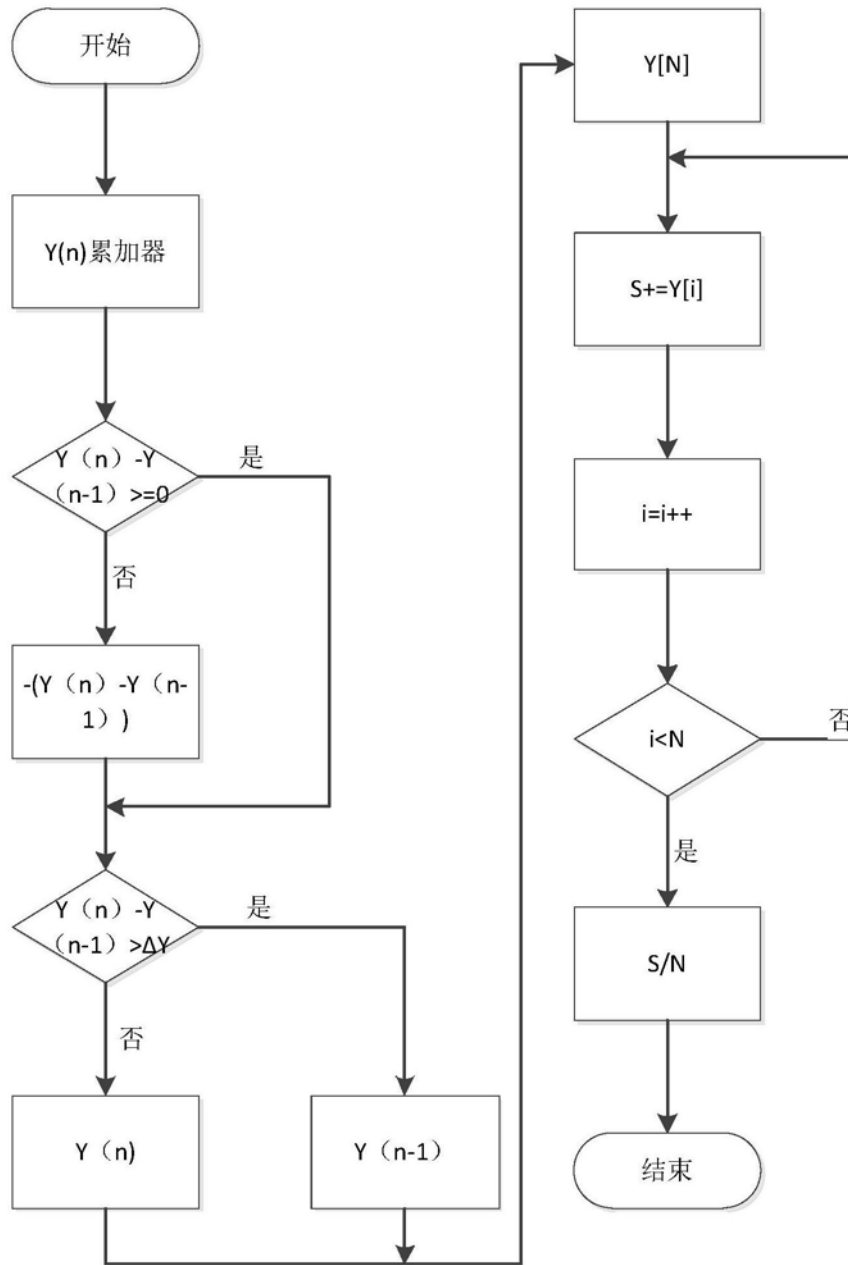 开始
Y(n)累加器
Y（n）-Y
（n-1）>=0
是
否
-(Y（n）-Y（n-
1）)
Y（n）-Y
（n-1）>ΔY
是
否
Y（n)
Y（n-1）
Y[N]
S+=Y[i]
i=i++
i<N
否
是
S/N
结束